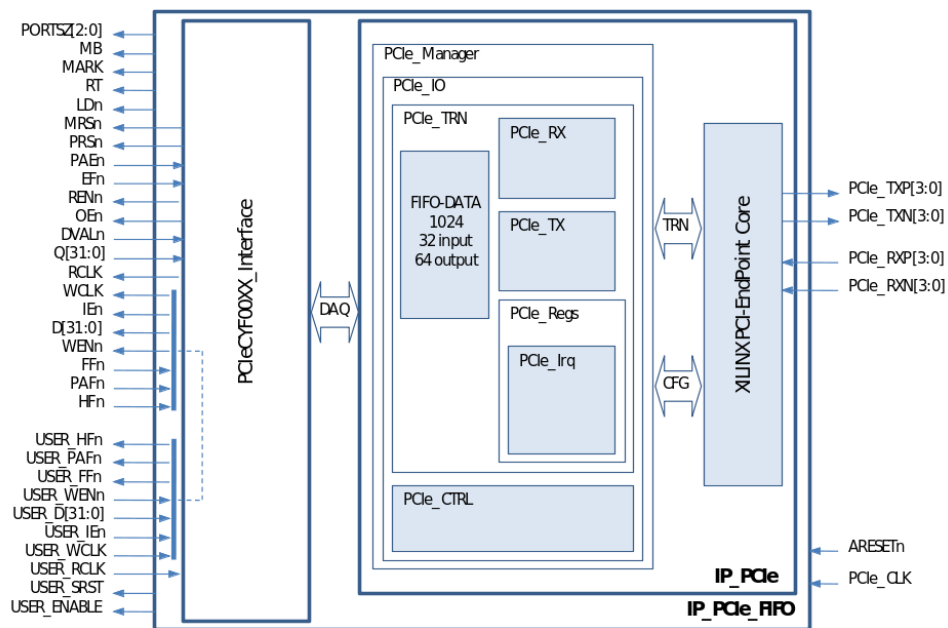 PORTSZ[2:0]
MB
MARK
RT
LDn
MRSn
PRSn
PAEn
EFn
RENn
OEn
DVALn
Q[31:0]
RCLK
WCLK
IEn
D[31:0]
WENn
FFn
PAFn
HFn
USER_HFn
USER_PAFn
USER_FFn
USER_WENn
USER_D[31:0]
USER_IEn
USER_WCLK
USER_RCLK
USER_SRST
USER_ENABLE
PCIeCYF00XX_Interface
DAQ
PCIe_Manager
PCIe_IO
PCIe_TRN
FIFO-DATA
1024
32 input
64 output
PCIe_RX
PCIe_TX
PCIe_Regs
PCIe_Irq
PCIe_CTRL
TRN
CFG
XILINX PCI-EndPoint Core
PCIe_TXP[3:0]
PCIe_TXN[3:0]
PCIe_RXP[3:0]
PCIe_RXN[3:0]
ARESETn
PCIe_CLK
IP_PCIe
IP_PCIe_FIFO